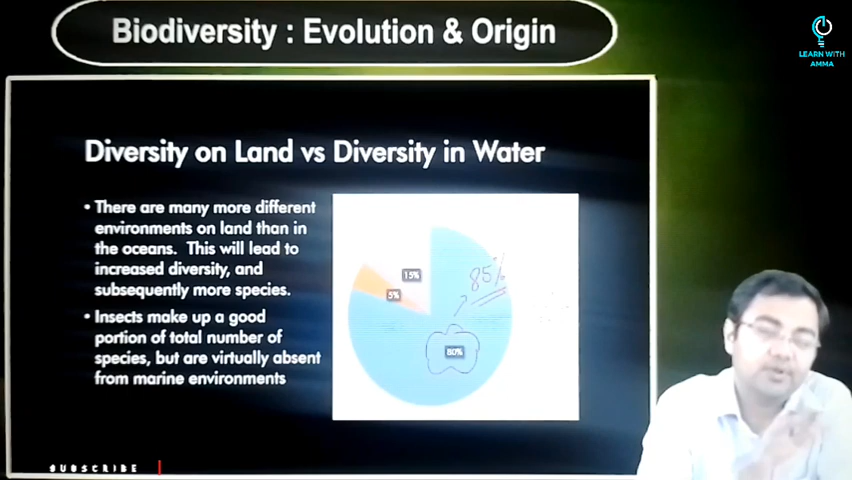 Biodiversity : Evolution & Origin
LEARN WITH
AMMA
Diversity on Land vs Diversity in Water
• There are many more different
environments on land than in
the oceans. This will lead to
increased diversity, and
subsequently more species.
• Insects make up a good
portion of total number of
species, but are virtually absent
from marine environments
15%
85%
5%
80%
SUBSCRIBE